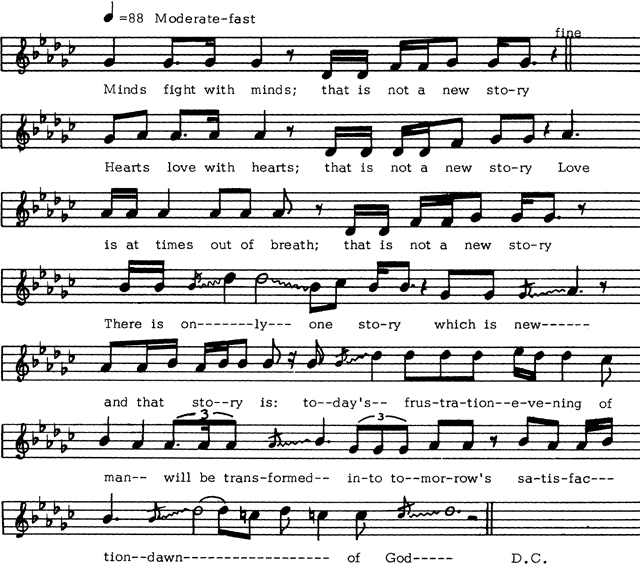 ♩=88 Moderate-fast
fine
Minds fight with minds; that is not a new sto-ry
Hearts love with hearts; that is not a new sto-ry Love
is at times out of breath; that is not a new sto-ry
There is on-------ly--- one sto-ry which is new------
and that sto--ry is: to--day's-- frus-tra-tion--e-ve-ning of
3 3
man-- will be trans-formed-- in-to to--mor-row's sa-tis-fac---
tion--dawn------------------ of God----- D.C.